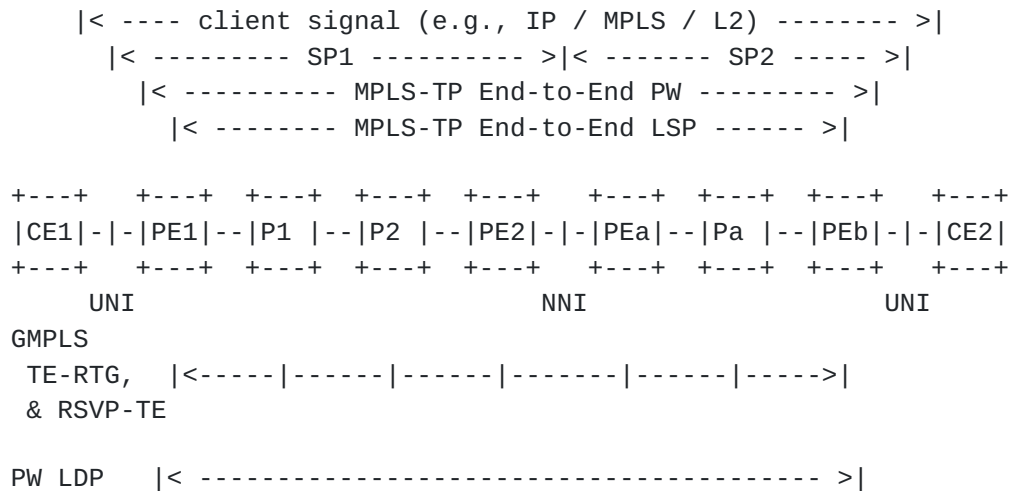 |< ---- client signal (e.g., IP / MPLS / L2) -------- >|
|< --------- SP1 ---------- >|< ------- SP2 ----- >|
|< ---------- MPLS-TP End-to-End PW --------- >|
|< -------- MPLS-TP End-to-End LSP ------ >|
+---+ +---+ +---+ +---+ +---+ +---+ +---+ +---+ +---+
|CE1|-|-|PE1|--|P1 |--|P2 |--|PE2|-|-|PEa|--|Pa |--|PEb|-|-|CE2|
+---+ +---+ +---+ +---+ +---+ +---+ +---+ +---+ +---+
UNI NNI UNI
GMPLS
TE-RTG, |<-----|------|------|-------|------|----->|
& RSVP-TE
PW LDP |< --------------------------------------- >|